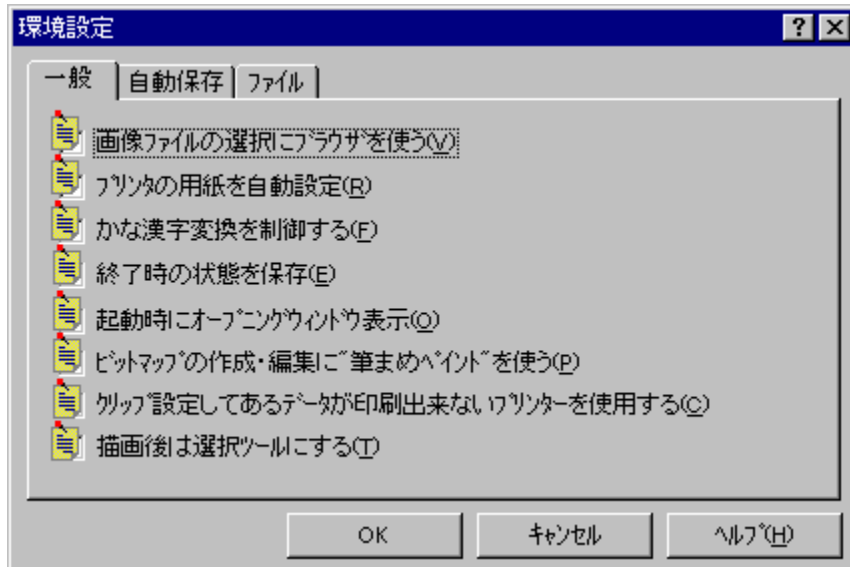 環境設定
一般 自動保存 ﾌｧｲﾙ
画像ﾌｧｲﾙの選択にﾌﾞﾗｳｻﾞを使う(V)
ﾌﾟﾘﾝﾀの用紙を自動設定(R)
かな漢字変換を制御する(F)
終了時の状態を保存(E)
起動時にｵｰﾌﾟﾆﾝｸﾞｳｨﾝﾄﾞｳ表示(O)
ﾋﾞｯﾄﾏｯﾌﾟの作成・編集に"筆まめﾍﾟｲﾝﾄ"を使う(P)
ｸﾘｯﾌﾟ設定してあるﾃﾞｰﾀが印刷出来ないﾌﾟﾘﾝﾀｰを使用する(C)
描画後は選択ﾂｰﾙにする(T)
OK ｷｬﾝｾﾙ ﾍﾙﾌﾟ(H)